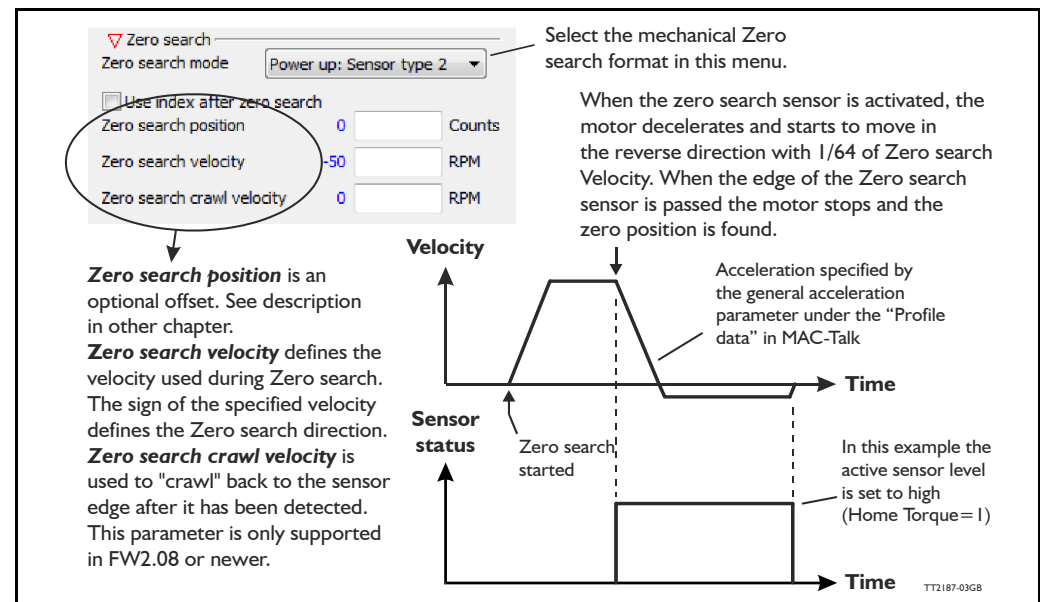 Zero search
Zero search mode
Power up: Sensor type 2
Use index after zero search
Zero search position 0 Counts
Zero search velocity -50 RPM
Zero search crawl velocity 0 RPM
Select the mechanical Zero
search format in this menu.
When the zero search sensor is activated, the
motor decelerates and starts to move in
the reverse direction with 1/64 of Zero search
Velocity. When the edge of the Zero search
sensor is passed the motor stops and the
zero position is found.
Zero search position is an
optional offset. See description
in other chapter.
Zero search velocity defines the
velocity used during Zero search.
The sign of the specified velocity
defines the Zero search direction.
Zero search crawl velocity is
used to "crawl" back to the sensor
edge after it has been detected.
This parameter is only supported
in FW2.08 or newer.
Velocity
Acceleration specified by
the general acceleration
parameter under the “Profile
data” in MAC-Talk
Time
Zero search
started
Sensor
status
In this example the
active sensor level
is set to high
(Home Torque=1)
Time
TT2187-03GB